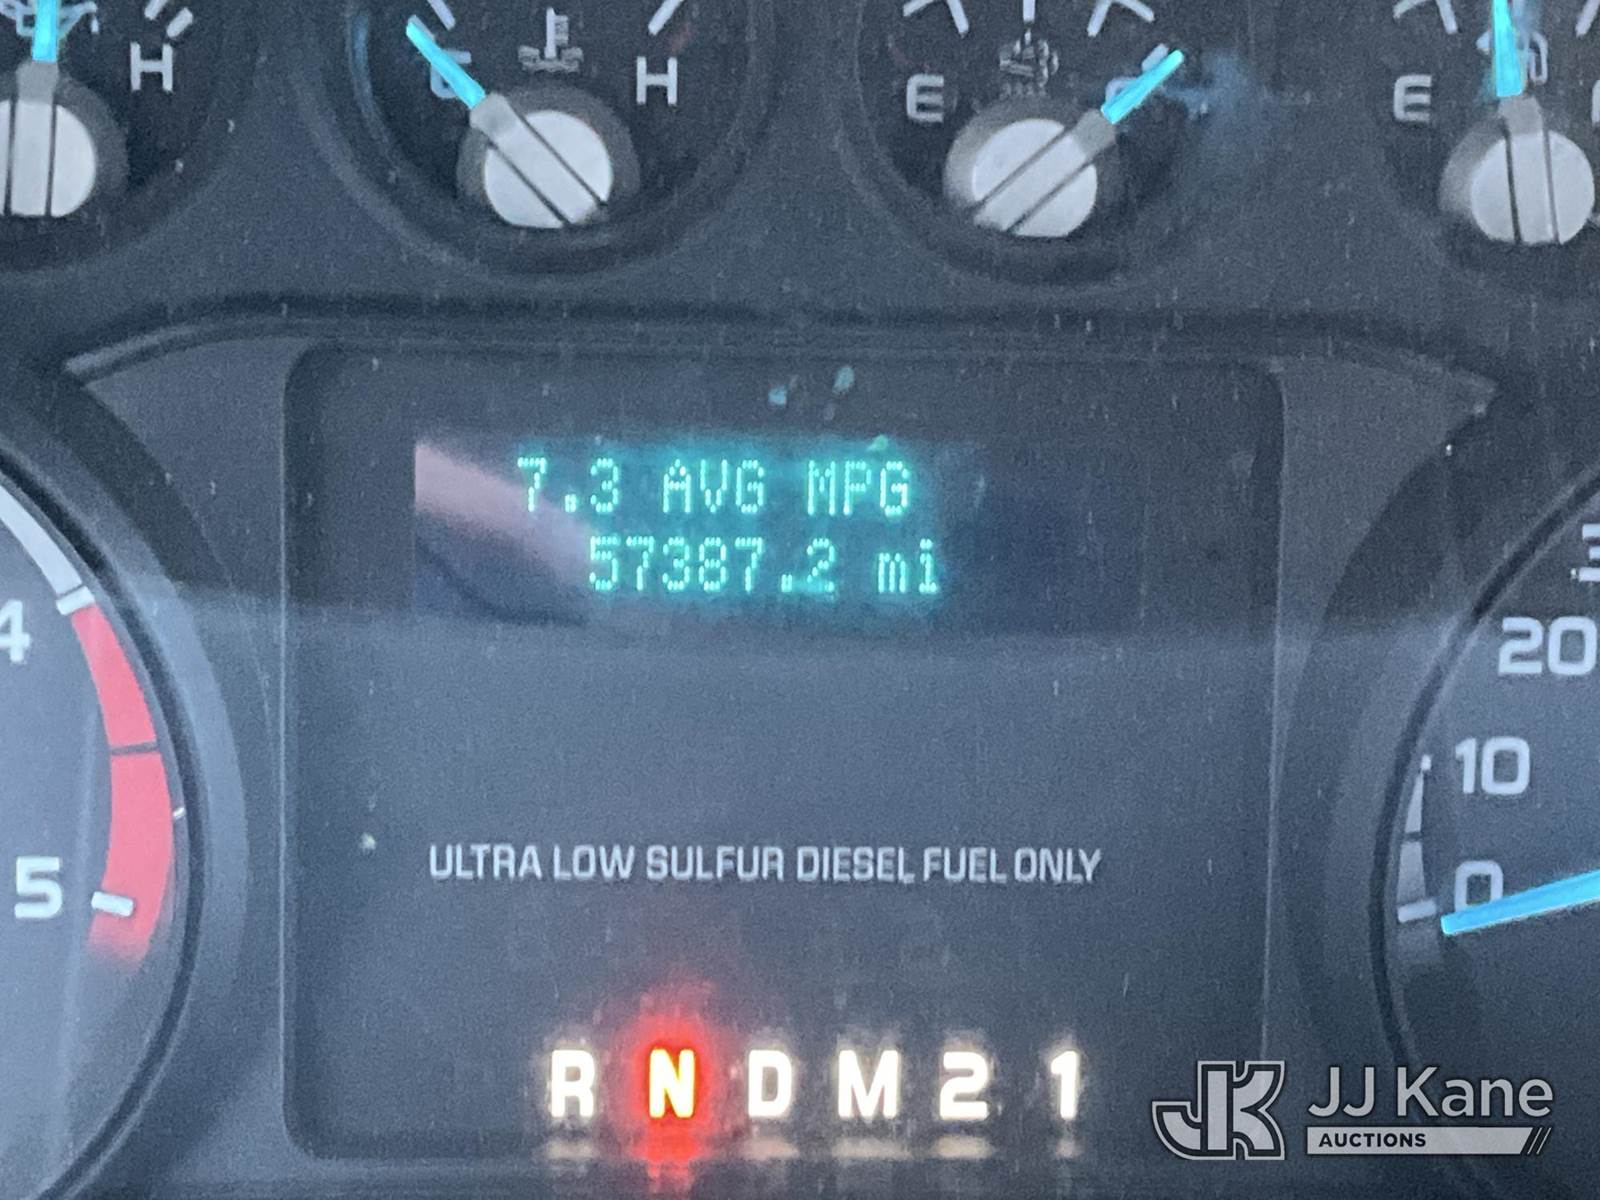 H
C
H
E
F
E
7.3 AVG MPG
57387.2 mi
4
5
20
10
0
ULTRA LOW SULFUR DIESEL FUEL ONLY
R N D M 2 1
JK JJ Kane
AUCTIONS